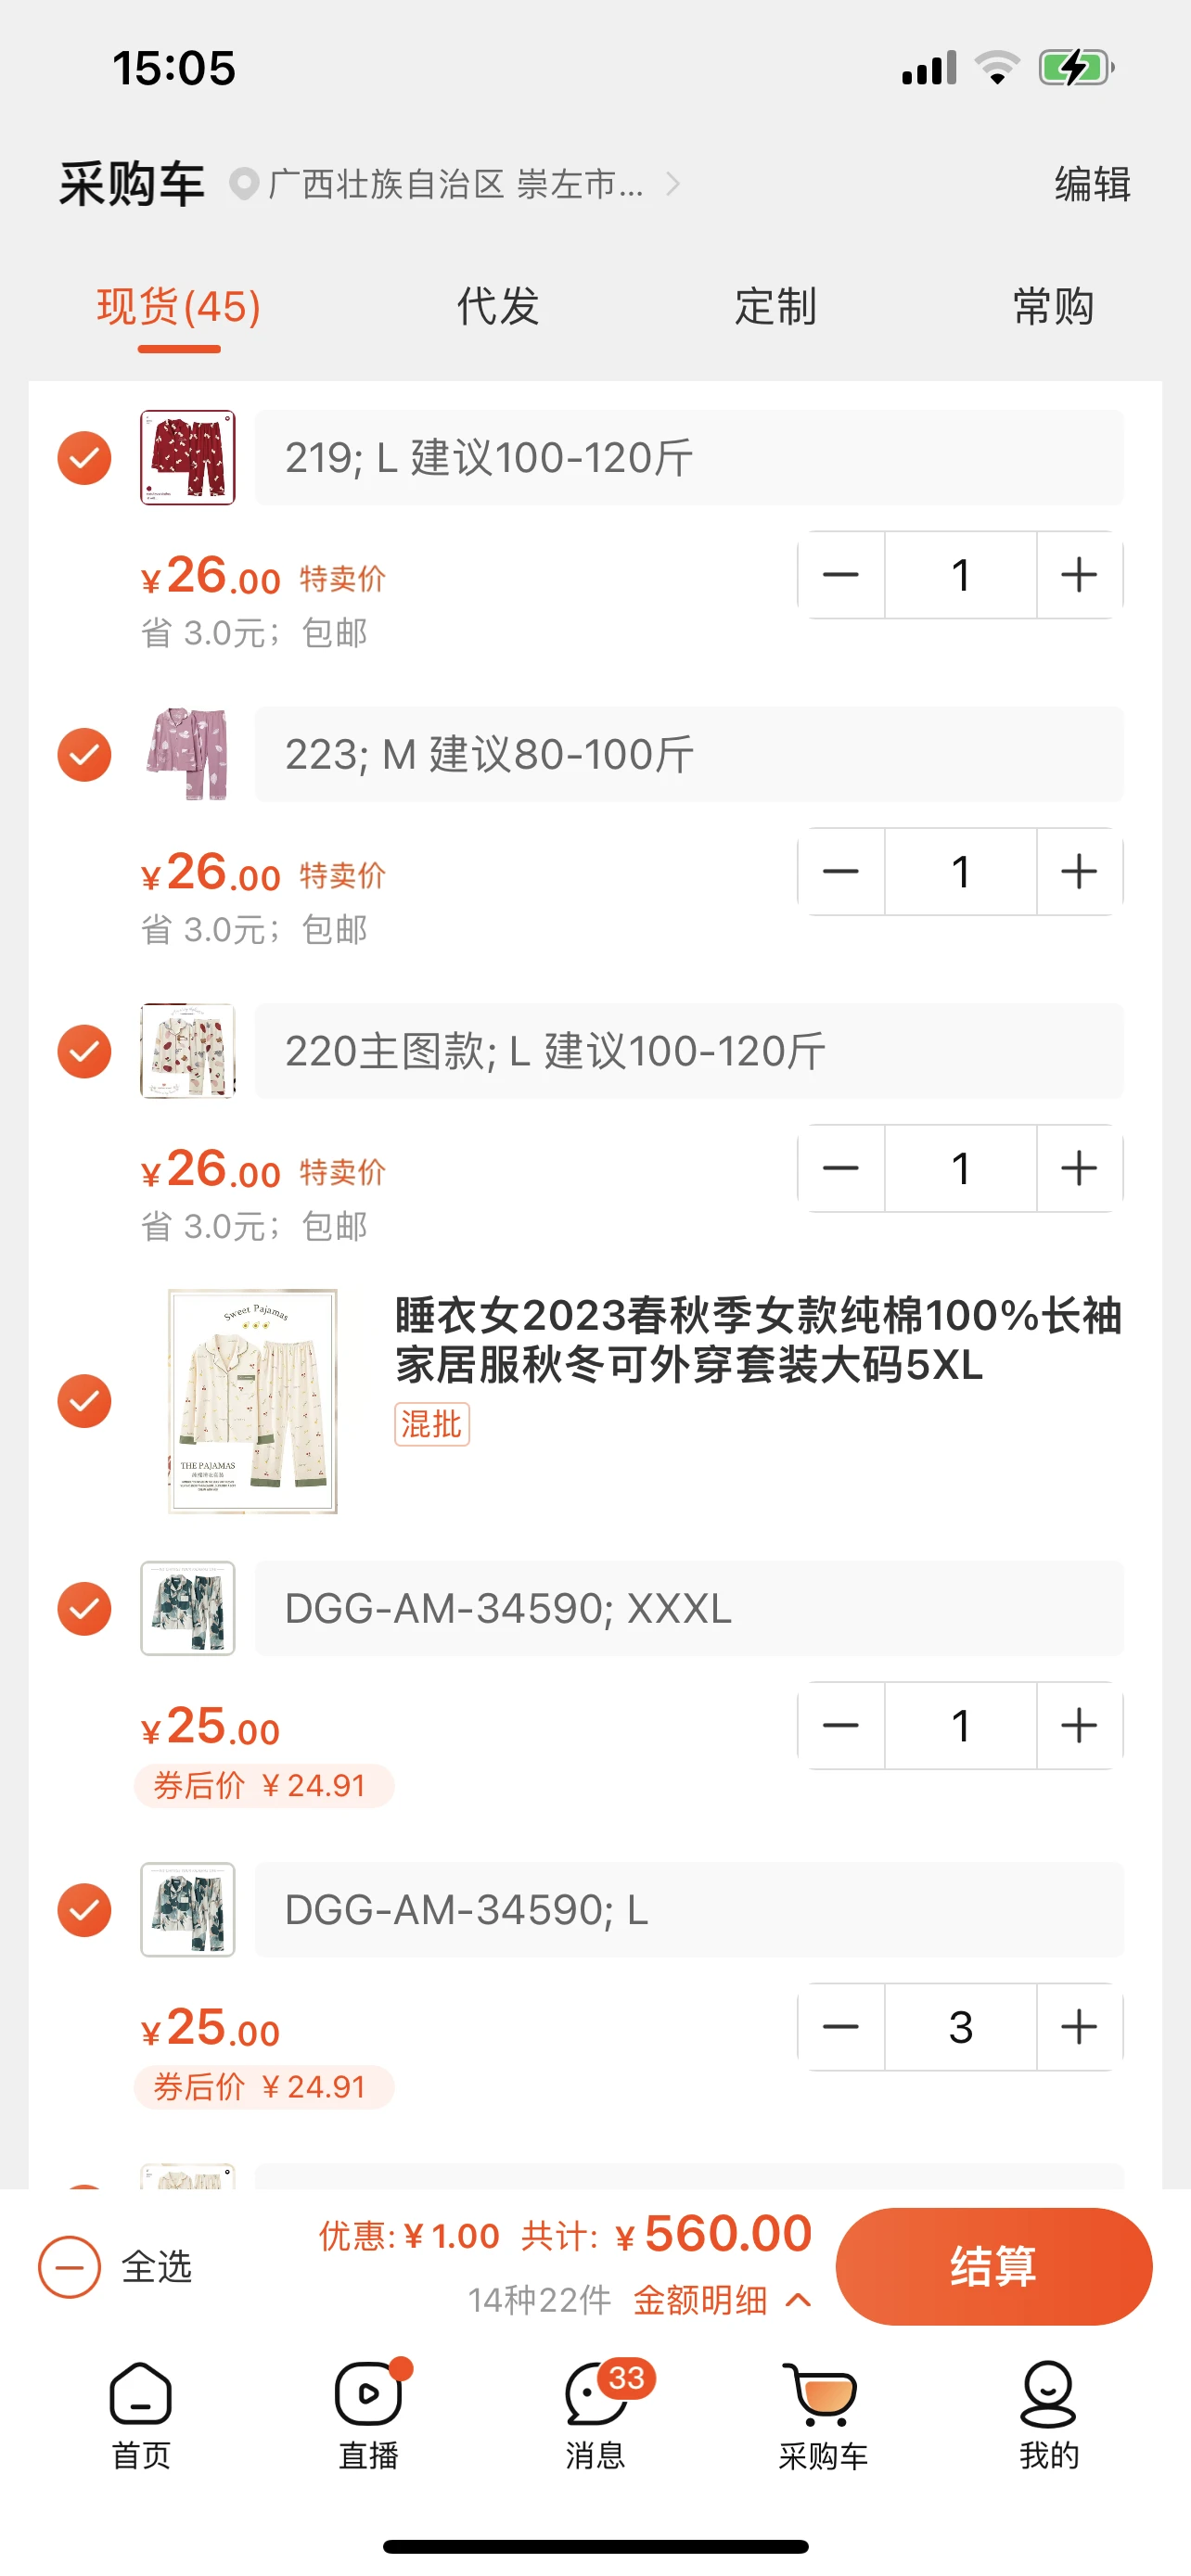 15:05
采购车 广西壮族自治区 崇左市... 编辑
现货(45) 代发 定制 常购
219; L 建议100-120斤
¥26.00 特卖价
1
省 3.0元；包邮
223; M 建议80-100斤
¥26.00 特卖价
1
省 3.0元；包邮
220主图款; L 建议100-120斤
¥26.00 特卖价
1
省 3.0元；包邮
Sweet Pajamas
THE PAJAMAS
睡衣女2023春秋季女款纯棉100%长袖
家居服秋冬可外穿套装大码5XL
混批
DGG-AM-34590; XXXL
¥25.00
1
券后价 ¥24.91
DGG-AM-34590; L
¥25.00
3
券后价 ¥24.91
全选
优惠:¥1.00 共计: ¥560.00
14种22件 金额明细
结算
33
首页 直播 消息 采购车 我的